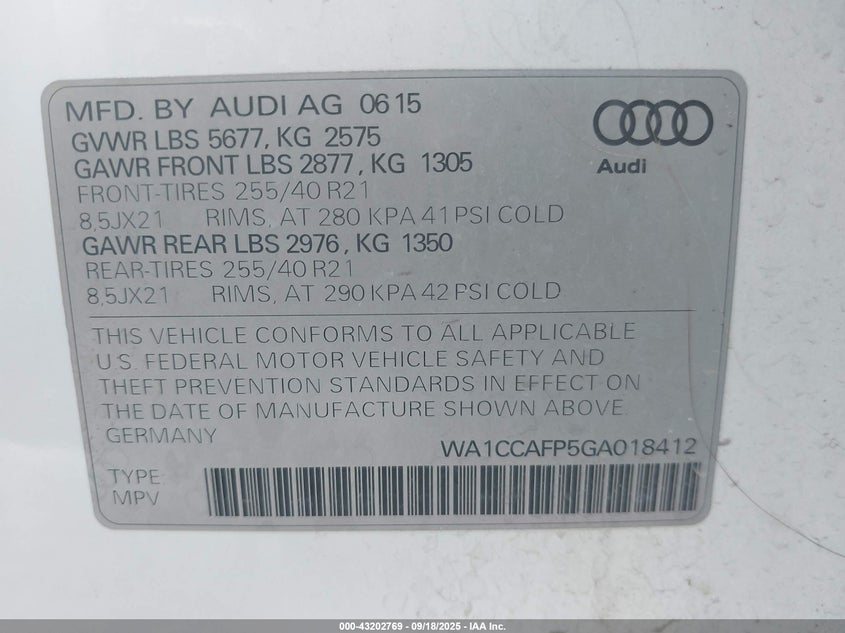 MFD. BY AUDI AG 06 15
GVWR LBS 5677, KG 2575
GAWR FRONT LBS 2877, KG 1305
FRONT-TIRES 255/40 R21
8,5JX21 RIMS, AT 280 KPA 41 PSI COLD
GAWR REAR LBS 2976, KG 1350
REAR-TIRES 255/40 R21
8,5JX21 RIMS, AT 290 KPA 42 PSI COLD
Audi
THIS VEHICLE CONFORMS TO ALL APPLICABLE
U.S. FEDERAL MOTOR VEHICLE SAFETY AND
THEFT PREVENTION STANDARDS IN EFFECT ON
THE DATE OF MANUFACTURE SHOWN ABOVE.
GERMANY
WA1CCAFP5GA018412
TYPE:
MPV
000-43202769 - 09/18/2025 - IAA Inc.